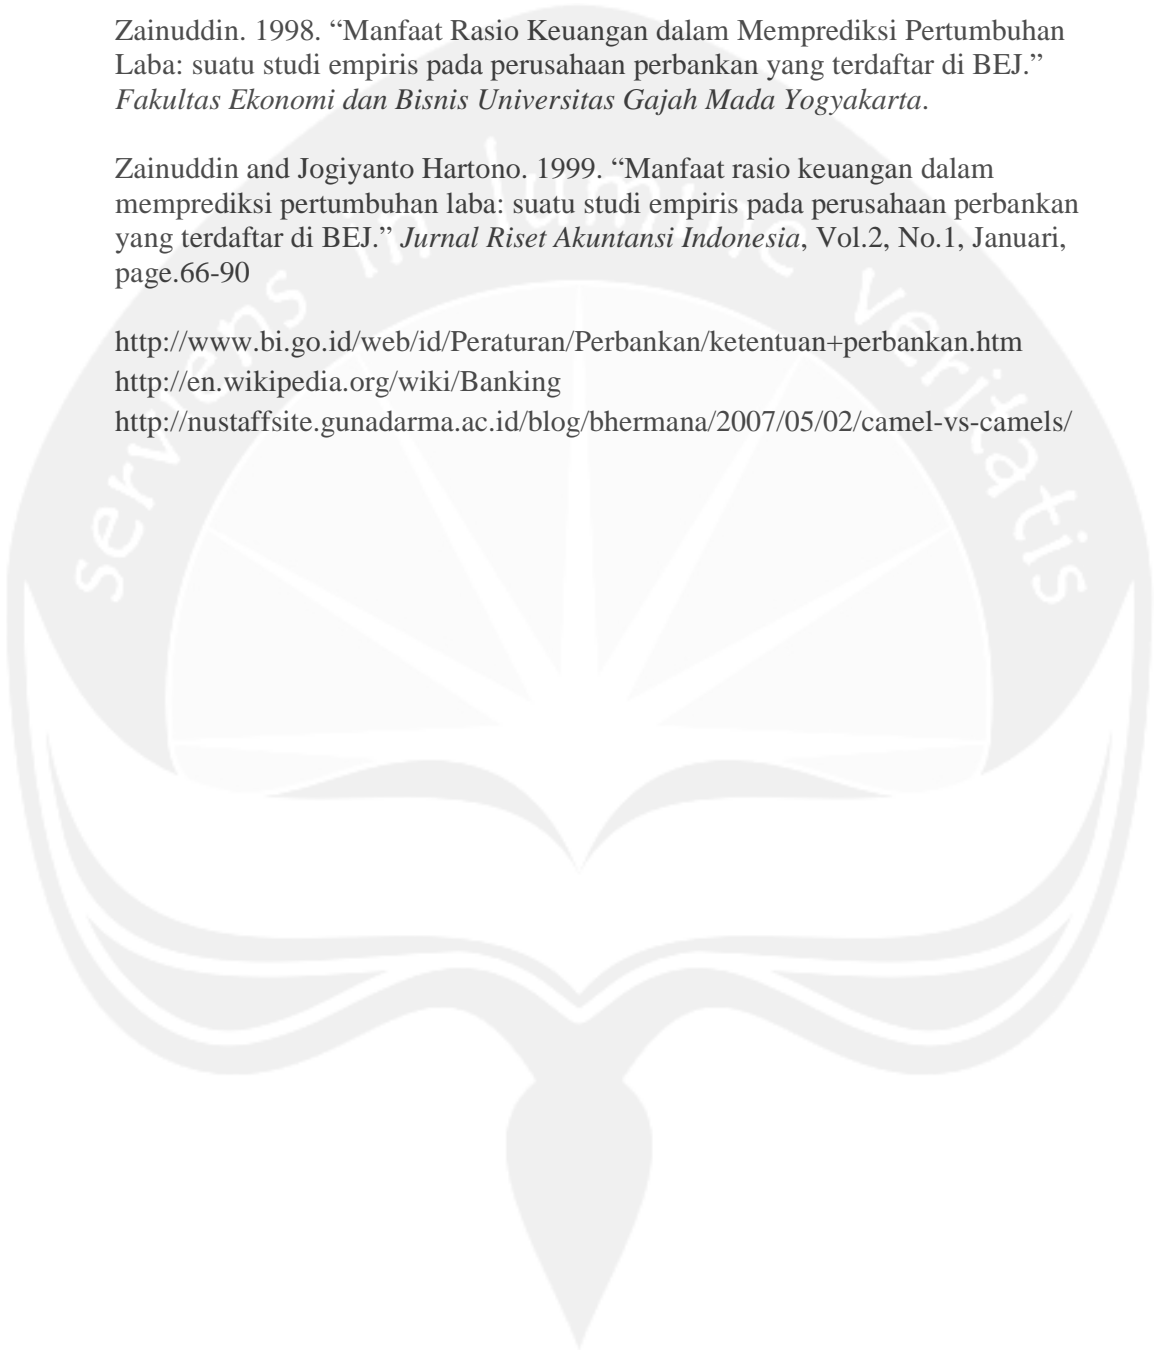 Zainuddin. 1998. “Manfaat Rasio Keuangan dalam Memprediksi Pertumbuhan
Laba: suatu studi empiris pada perusahaan perbankan yang terdaftar di BEJ.”
Fakultas Ekonomi dan Bisnis Universitas Gajah Mada Yogyakarta.
Zainuddin and Jogiyanto Hartono. 1999. “Manfaat rasio keuangan dalam
memprediksi pertumbuhan laba: suatu studi empiris pada perusahaan perbankan
yang terdaftar di BEJ.” Jurnal Riset Akuntansi Indonesia, Vol.2, No.1, Januari,
page.66-90
http://www.bi.go.id/web/id/Peraturan/Perbankan/ketentuan+perbankan.htm
http://en.wikipedia.org/wiki/Banking
http://nustaffsite.gunadarma.ac.id/blog/bhermana/2007/05/02/camel-vs-camels/
serviens in lumine veritatis